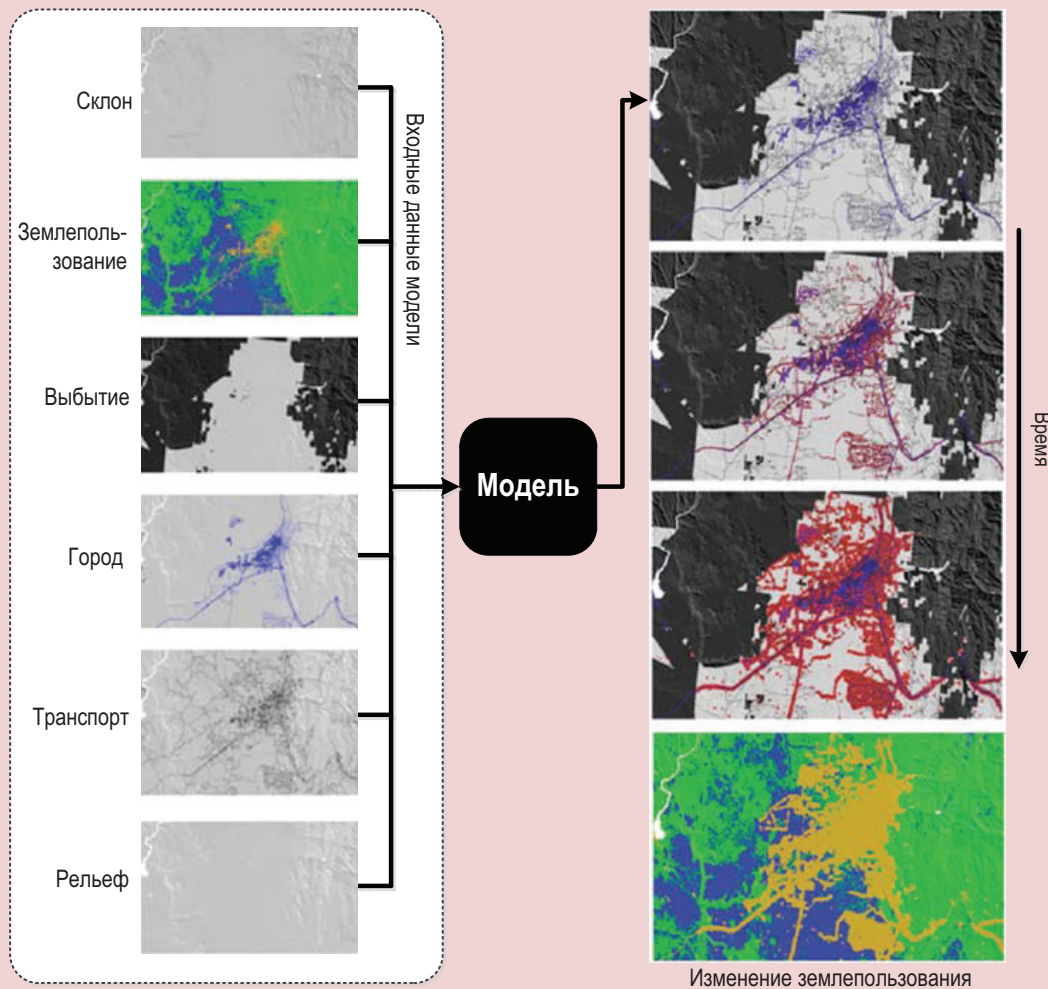 Склон
Землеполь-
зование
Выбытие
Город
Транспорт
Рельеф
Входные данные модели
Модель
Время
Изменение землепользования